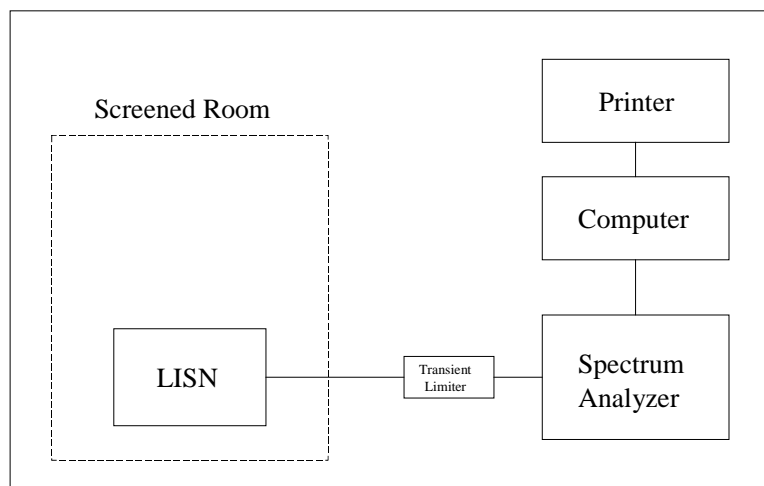 Screened Room
Printer
Computer
LISN
Transient
Limiter
Spectrum
Analyzer